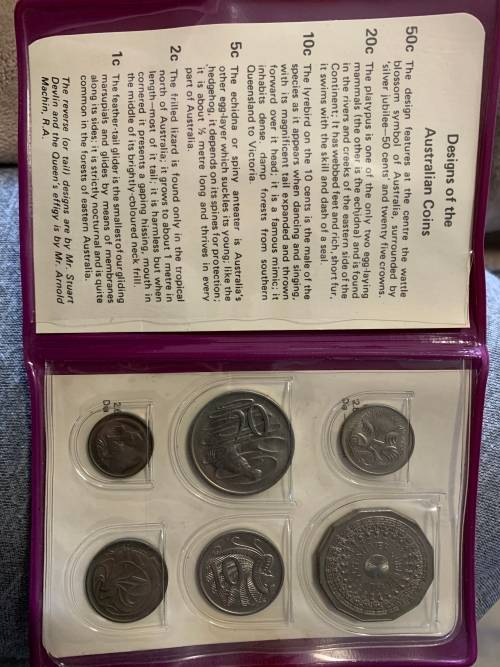 Designs of the
Australian Coins
50c The design features at the centre the wattle
blossom symbol of Australia, surrounded by
'silver jubilee—50 cents' and twenty five crowns.
20c The platypus is one of the only two egg-laying
mammals (the other is the echidna) and is found
in the rivers and creeks of the eastern side of the
Continent; it has webbed feet and rich, short fur,
it swims with the skill and speed of a seal.
10c The lyrebird on the 10 cents is the male of the
species as it appears when dancing and singing,
with its magnificent tail expanded and thrown
forward over it head; it is a famous mimic; it
inhabits dense damp forests from southern
Queensland to Victoria.
5c The echidna or spiny anteater is Australia's
other egg-layer which suckles its young; like the
hedgehog, it depends on its spines for protection;
it is about ½ metre long and thrives in every
part of Australia.
2c The frilled lizard is found only in the tropical
north of Australia; it grows to about 1 metre in
length—most of it tail; it is harmless but when
cornered presents a gaping hissing, mouth in
the middle of its brightly-coloured neck frill.
1c The feather-tail glider is the smallest of four gliding
marsupials and glides by means of membranes
along its sides; it is strictly nocturnal and is quite
common in the forests of eastern Australia.
The reverse (or tail) designs are by Mr. Stuart
Devlin and the Queen's effigy is by Mr. Arnold
Machin, R.A.
5
20
10